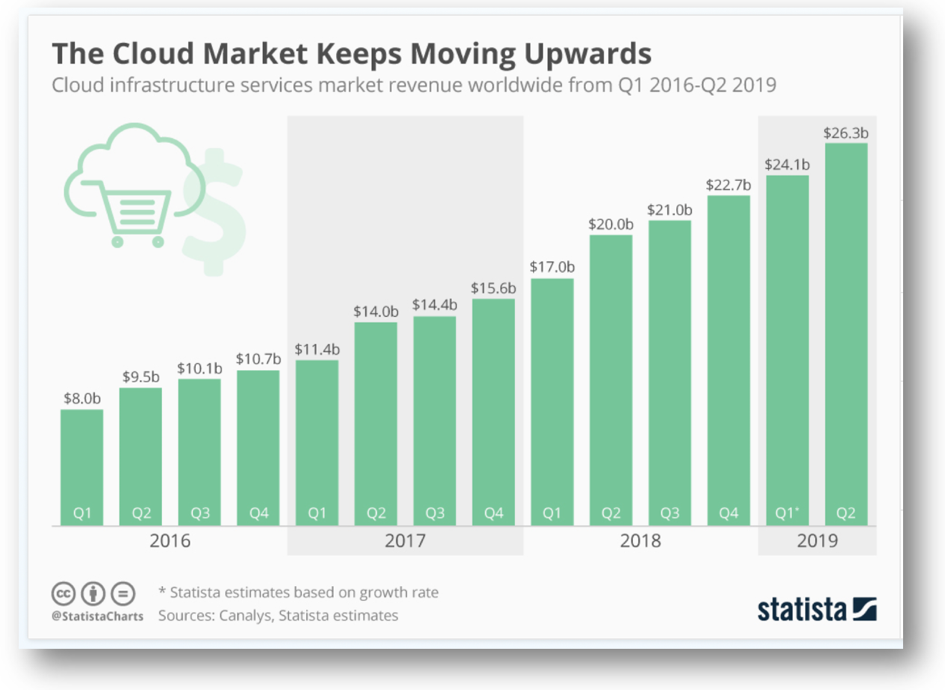 The Cloud Market Keeps Moving Upwards
Cloud infrastructure services market revenue worldwide from Q1 2016-Q2 2019
$8.0b
$9.5b
$10.1b
$10.7b
$11.4b
$14.0b
$14.4b
$15.6b
$17.0b
$20.0b
$21.0b
$22.7b
$24.1b
$26.3b
Q1 Q2 Q3 Q4 Q1 Q2 Q3 Q4 Q1 Q2 Q3 Q4 Q1* Q2
2016 2017 2018 2019
* Statista estimates based on growth rate
@StatistaCharts Sources: Canalys, Statista estimates
cc
$
=
statista